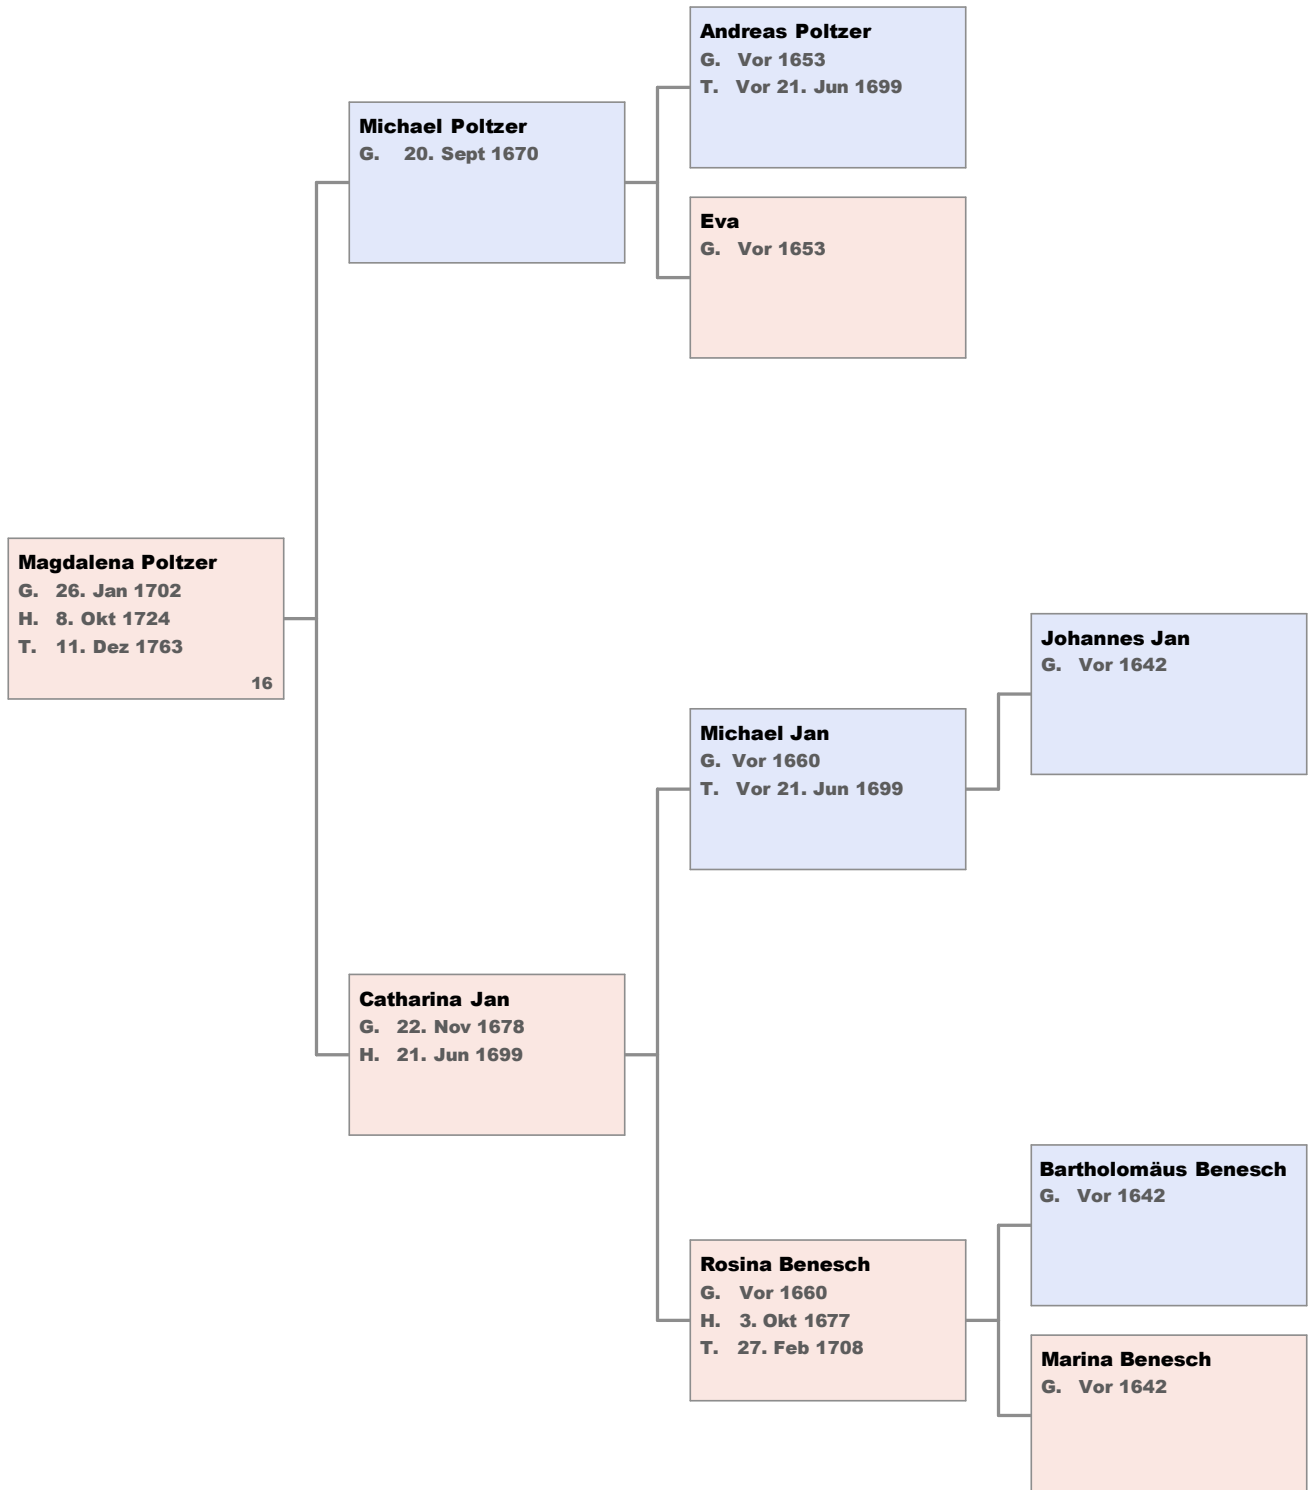 Andreas Poltzer
G. Vor 1653
T. Vor 21. Jun 1699
Michael Poltzer
G. 20. Sept 1670
Eva
G. Vor 1653
Magdalena Poltzer
G. 26. Jan 1702
H. 8. Okt 1724
T. 11. Dez 1763
16
Johannes Jan
G. Vor 1642
Michael Jan
G. Vor 1660
T. Vor 21. Jun 1699
Catharina Jan
G. 22. Nov 1678
H. 21. Jun 1699
Bartholomäus Benesch
G. Vor 1642
Rosina Benesch
G. Vor 1660
H. 3. Okt 1677
T. 27. Feb 1708
Marina Benesch
G. Vor 1642